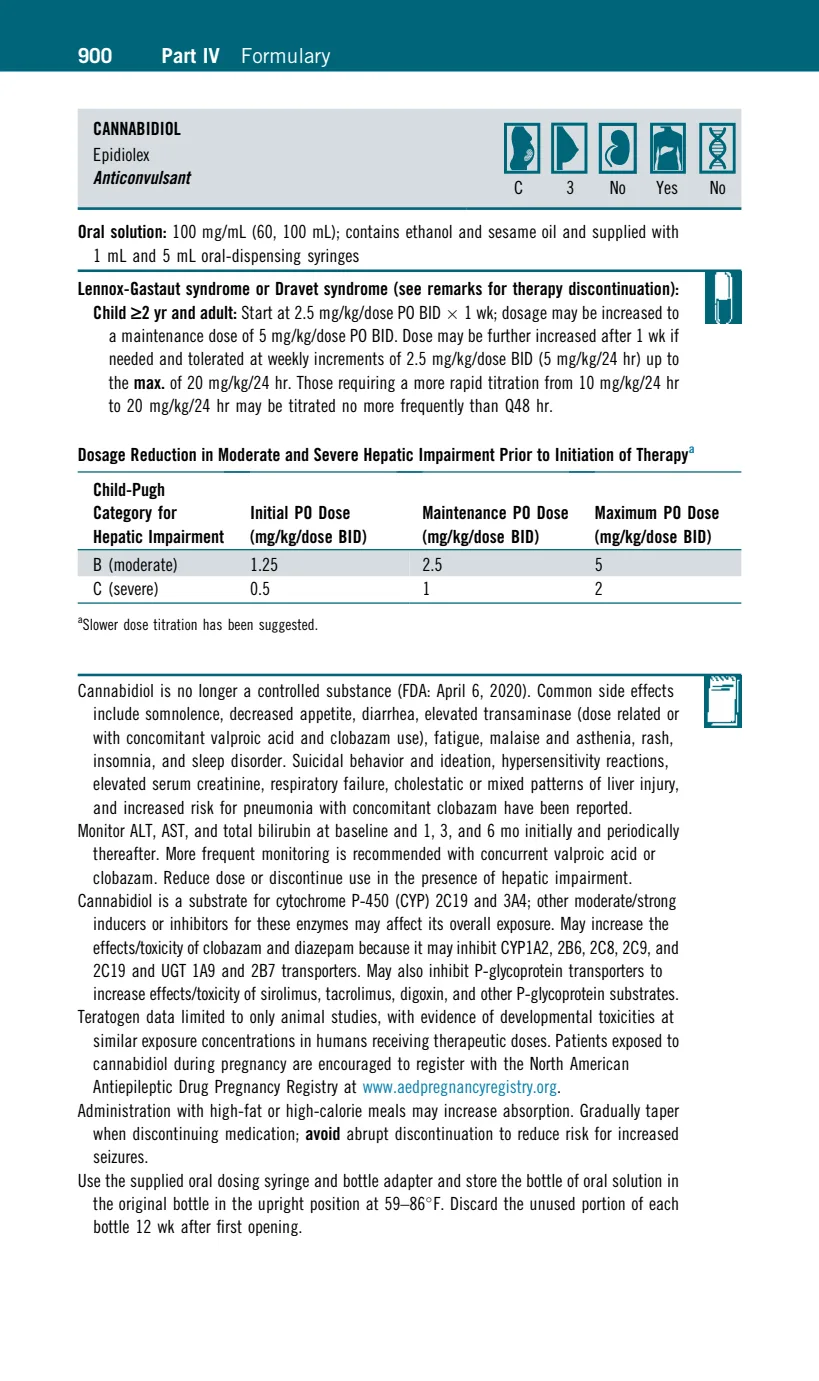 900 Part IV Formulary
CANNABIDIOL
Epidiolex
Anticonvulsant
C 3 No Yes No
Oral solution: 100 mg/mL (60, 100 mL); contains ethanol and sesame oil and supplied with
1 mL and 5 mL oral-dispensing syringes
Lennox-Gastaut syndrome or Dravet syndrome (see remarks for therapy discontinuation):
Child ≥2 yr and adult: Start at 2.5 mg/kg/dose PO BID × 1 wk; dosage may be increased to
a maintenance dose of 5 mg/kg/dose PO BID. Dose may be further increased after 1 wk if
needed and tolerated at weekly increments of 2.5 mg/kg/dose BID (5 mg/kg/24 hr) up to
the max. of 20 mg/kg/24 hr. Those requiring a more rapid titration from 10 mg/kg/24 hr
to 20 mg/kg/24 hr may be titrated no more frequently than Q48 hr.
Dosage Reduction in Moderate and Severe Hepatic Impairment Prior to Initiation of Therapyᵃ
Child-Pugh
Category for Initial PO Dose Maintenance PO Dose Maximum PO Dose
Hepatic Impairment (mg/kg/dose BID) (mg/kg/dose BID) (mg/kg/dose BID)
B (moderate) 1.25 2.5 5
C (severe) 0.5 1 2
ᵃSlower dose titration has been suggested.
Cannabidiol is no longer a controlled substance (FDA: April 6, 2020). Common side effects
include somnolence, decreased appetite, diarrhea, elevated transaminase (dose related or
with concomitant valproic acid and clobazam use), fatigue, malaise and asthenia, rash,
insomnia, and sleep disorder. Suicidal behavior and ideation, hypersensitivity reactions,
elevated serum creatinine, respiratory failure, cholestatic or mixed patterns of liver injury,
and increased risk for pneumonia with concomitant clobazam have been reported.
Monitor ALT, AST, and total bilirubin at baseline and 1, 3, and 6 mo initially and periodically
thereafter. More frequent monitoring is recommended with concurrent valproic acid or
clobazam. Reduce dose or discontinue use in the presence of hepatic impairment.
Cannabidiol is a substrate for cytochrome P-450 (CYP) 2C19 and 3A4; other moderate/strong
inducers or inhibitors for these enzymes may affect its overall exposure. May increase the
effects/toxicity of clobazam and diazepam because it may inhibit CYP1A2, 2B6, 2C8, 2C9, and
2C19 and UGT 1A9 and 2B7 transporters. May also inhibit P-glycoprotein transporters to
increase effects/toxicity of sirolimus, tacrolimus, digoxin, and other P-glycoprotein substrates.
Teratogen data limited to only animal studies, with evidence of developmental toxicities at
similar exposure concentrations in humans receiving therapeutic doses. Patients exposed to
cannabidiol during pregnancy are encouraged to register with the North American
Antiepileptic Drug Pregnancy Registry at www.aedpregnancyregistry.org.
Administration with high-fat or high-calorie meals may increase absorption. Gradually taper
when discontinuing medication; avoid abrupt discontinuation to reduce risk for increased
seizures.
Use the supplied oral dosing syringe and bottle adapter and store the bottle of oral solution in
the original bottle in the upright position at 59–86°F. Discard the unused portion of each
bottle 12 wk after first opening.